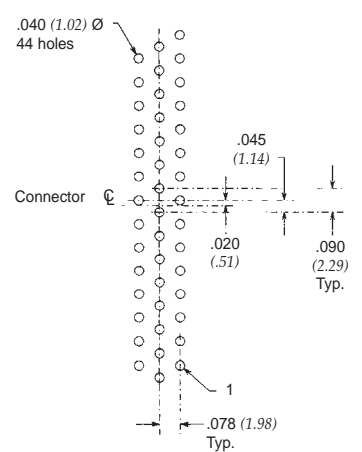 .040 (1.02) Ø
44 holes
.045
(1.14)
Connector ℄
.020
(.51)
.090
(2.29)
Typ.
1
.078 (1.98)
Typ.